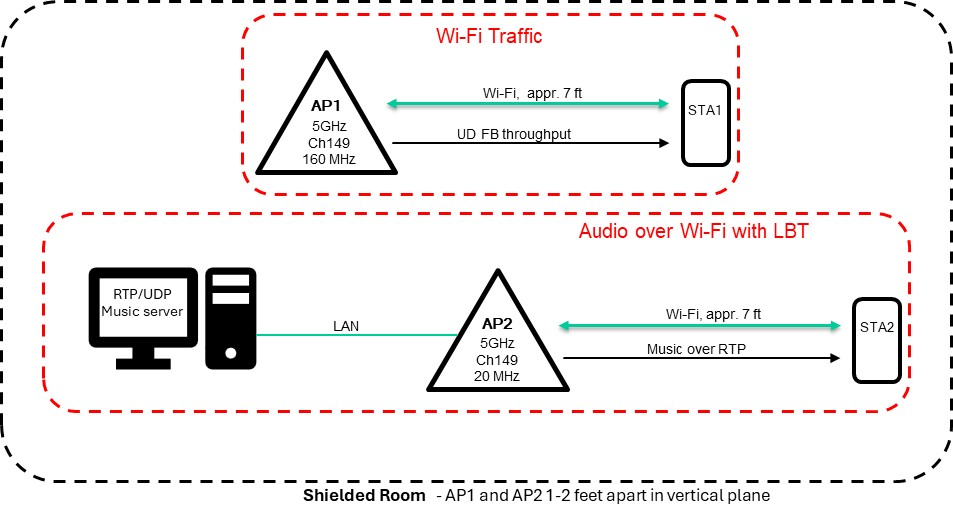 Wi-Fi Traffic
AP1
5GHz
Ch149
160 MHz
Wi-Fi, appr. 7 ft
UD FB throughput
STA1
Audio over Wi-Fi with LBT
RTP/UDP
Music server
LAN
AP2
5GHz
Ch149
20 MHz
Wi-Fi, appr. 7 ft
Music over RTP
STA2
Shielded Room - AP1 and AP2 1-2 feet apart in vertical plane